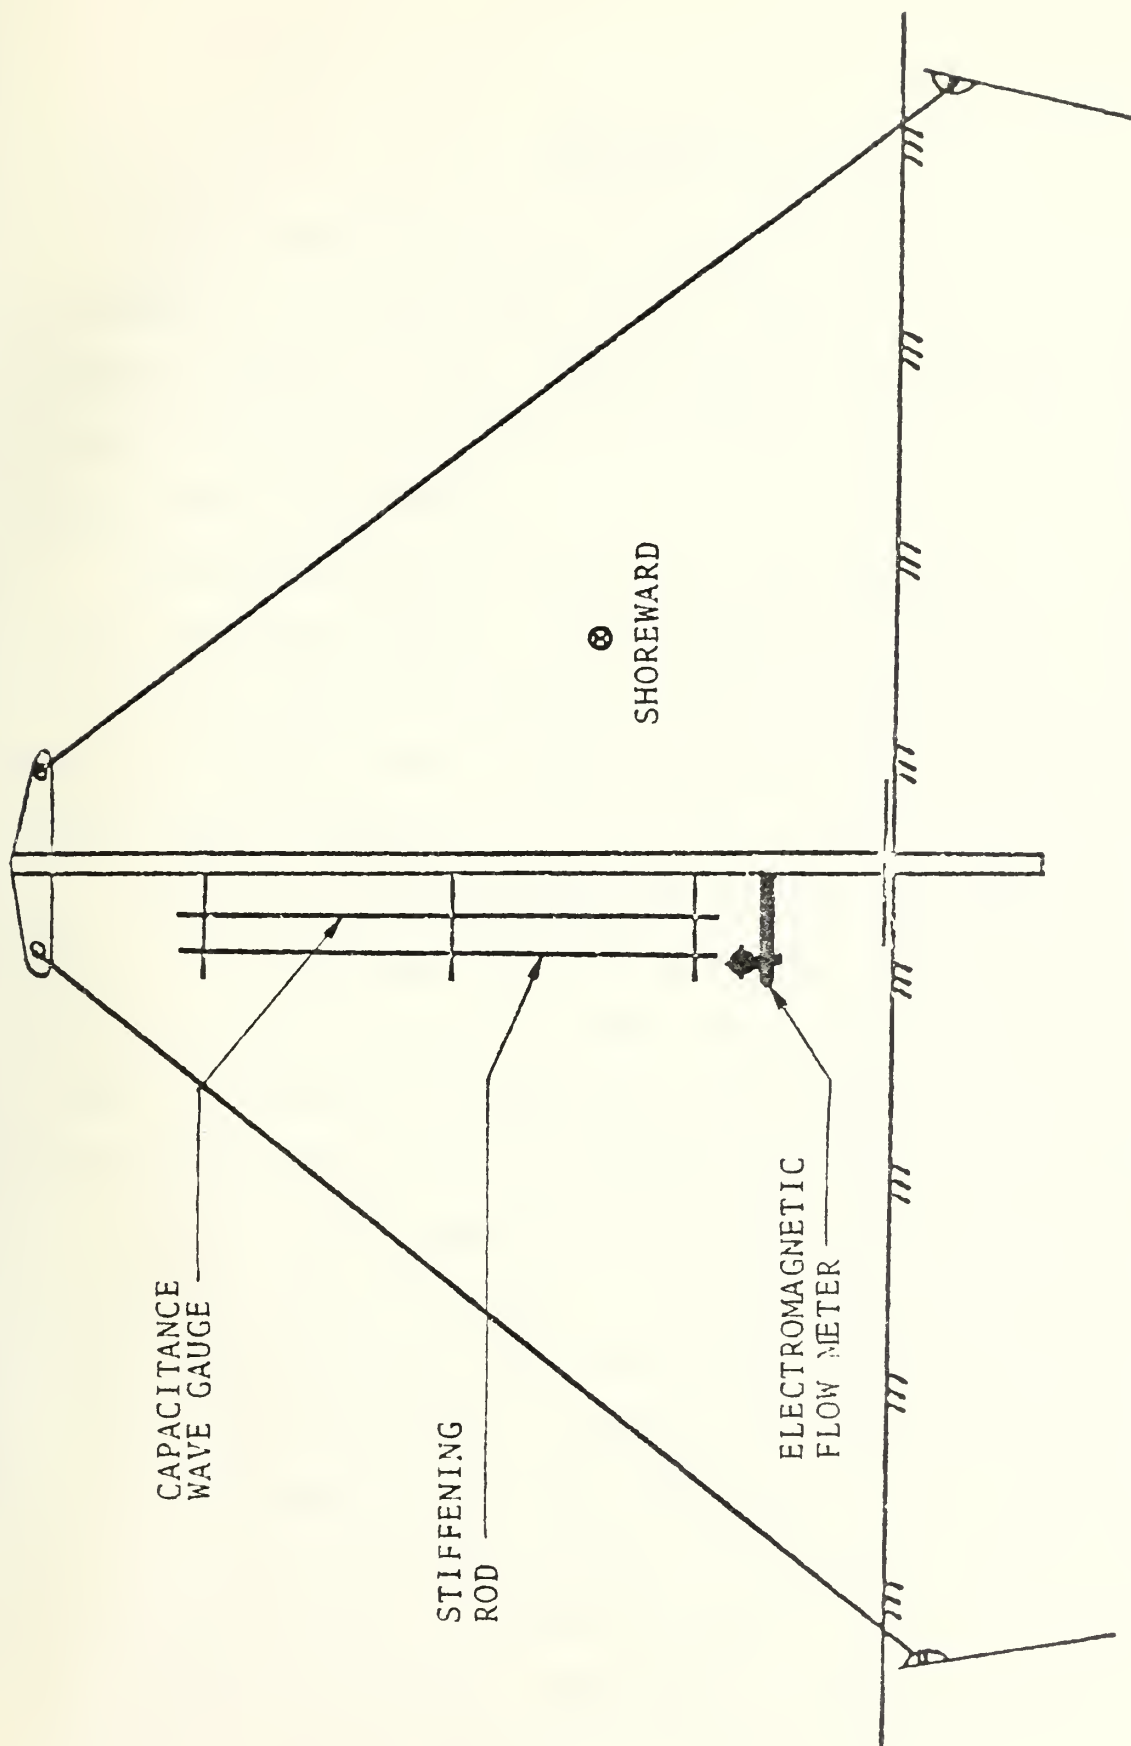 CAPACITANCE
WAVE GAUGE
STIFFENING
ROD
ELECTROMAGNETIC
FLOW METER
SHOREWARD